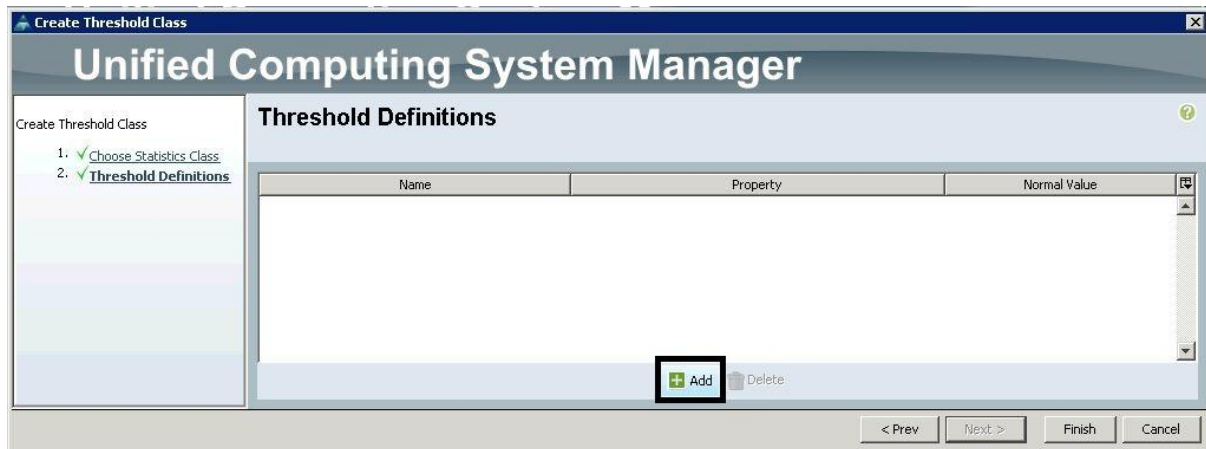 Create Threshold Class
Unified Computing System Manager
Create Threshold Class
1. Choose Statistics Class
2. Threshold Definitions
Threshold Definitions
Name Property Normal Value
Add Delete
< Prev Next > Finish Cancel